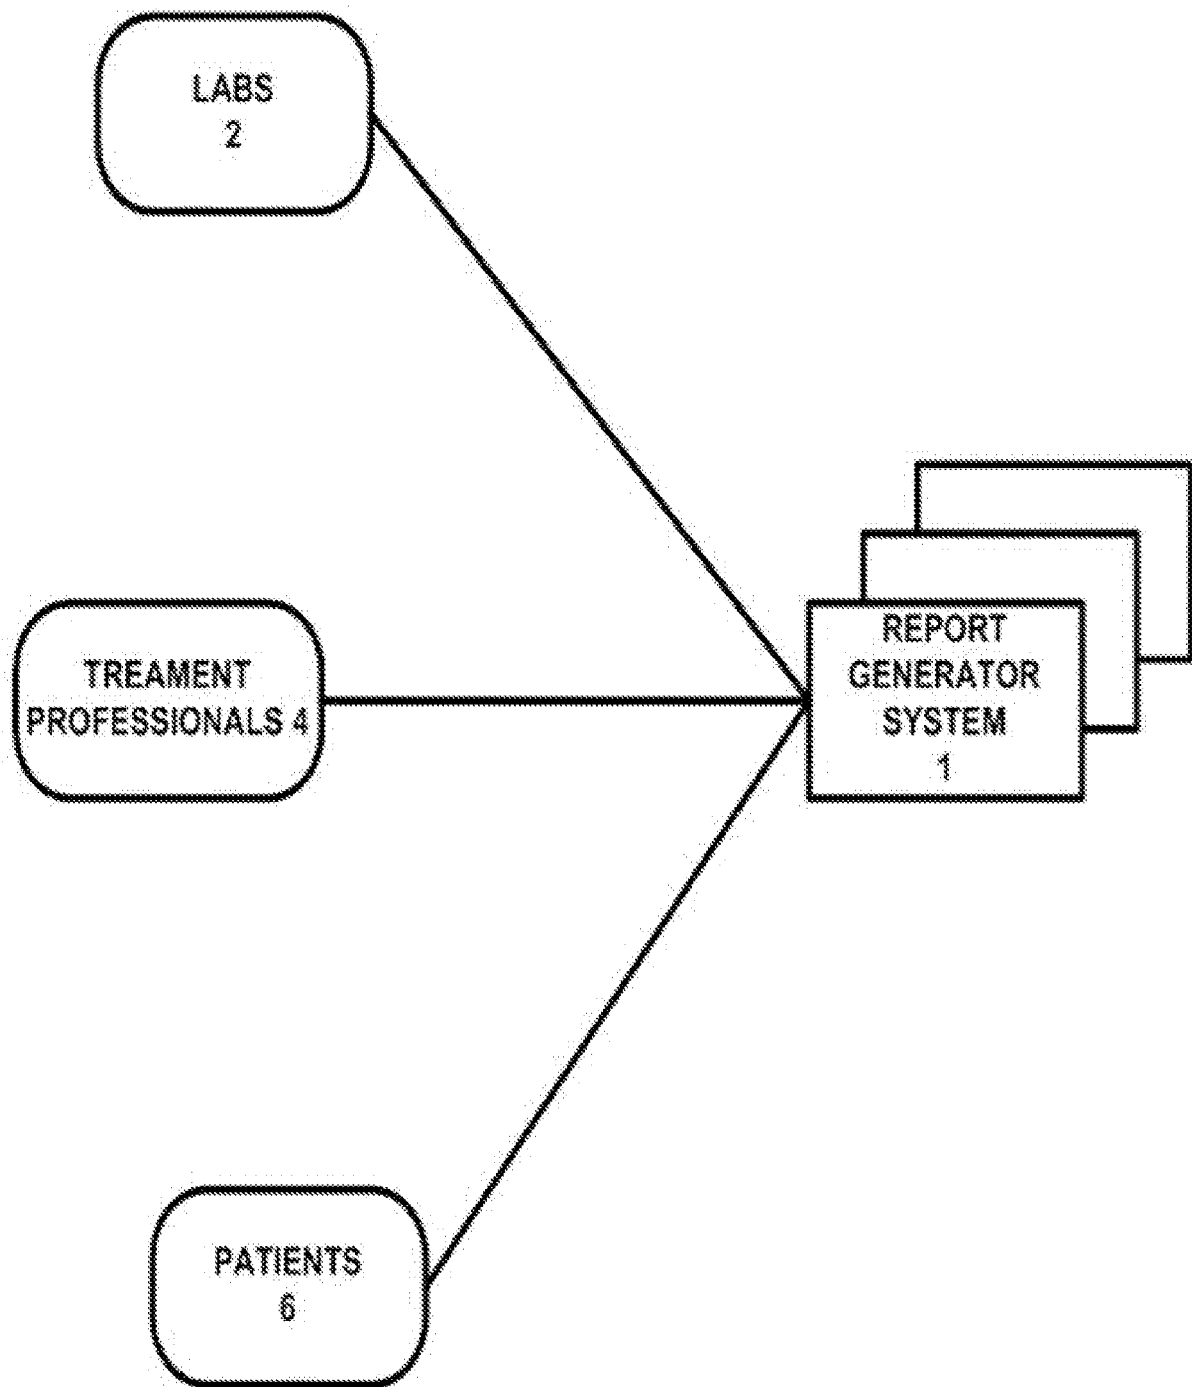 LABS
2
TREAMENT
PROFESSIONALS 4
REPORT
GENERATOR
SYSTEM
1
PATIENTS
6